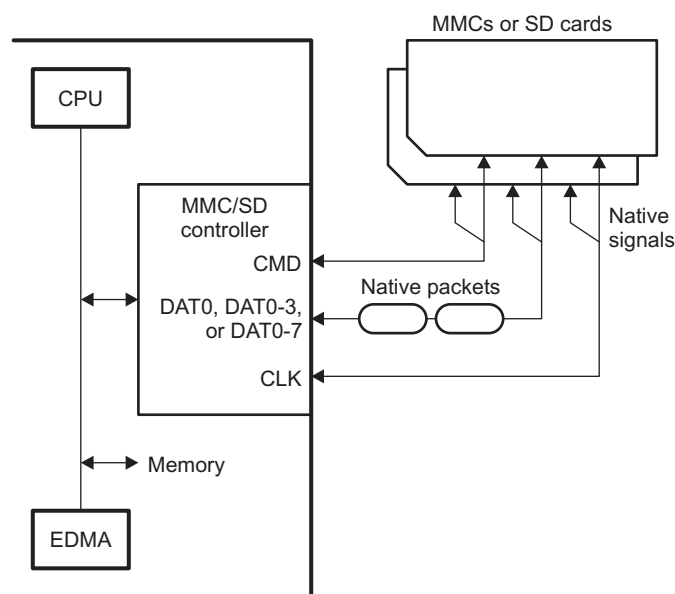 MMCs or SD cards
CPU
MMC/SD
controller
Native
signals
CMD
Native packets
DAT0, DAT0-3,
or DAT0-7
CLK
Memory
EDMA